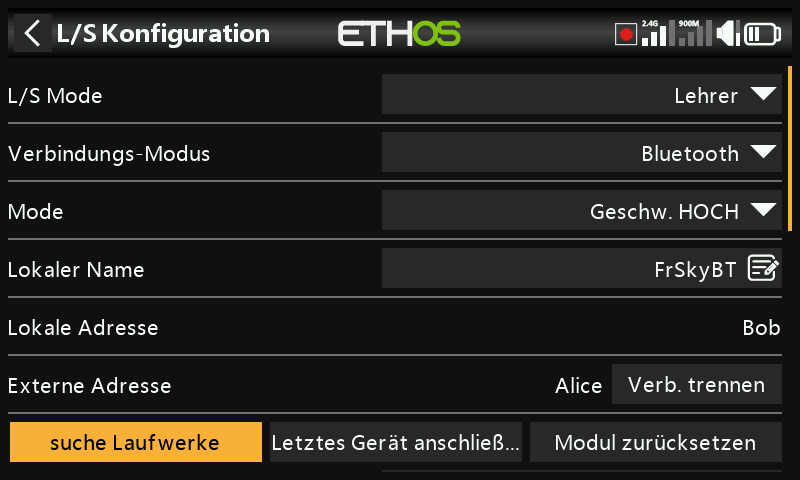 L/S Konfiguration ETHOS 2.4G 900M
L/S Mode Lehrer
Verbindungs-Modus Bluetooth
Mode Geschw. HOCH
Lokaler Name FrSkyBT
Lokale Adresse Bob
Externe Adresse Alice Verb. trennen
suche Laufwerke Letztes Gerät anschließ... Modul zurücksetzen